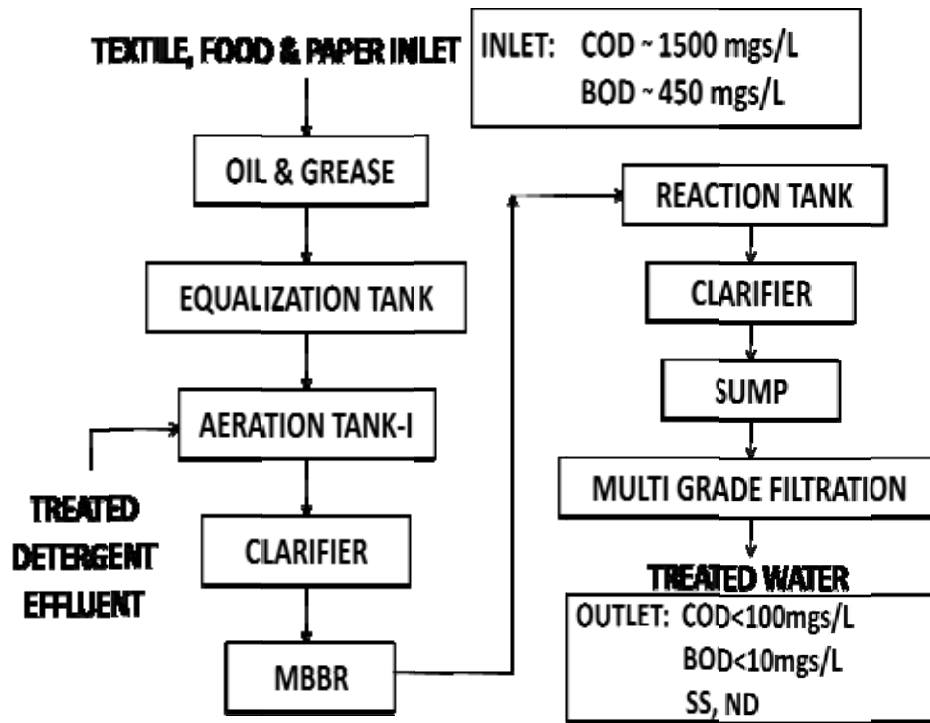 TEXTILE, FOOD & PAPER INLET
INLET: COD ~ 1500 mgs/L
BOD ~ 450 mgs/L
OIL & GREASE
EQUALIZATION TANK
AERATION TANK-I
TREATED
DETERGENT
EFFLUENT
CLARIFIER
MBBR
REACTION TANK
CLARIFIER
SUMP
MULTI GRADE FILTRATION
TREATED WATER
OUTLET: COD<100mgs/L
BOD<10mgs/L
SS, ND